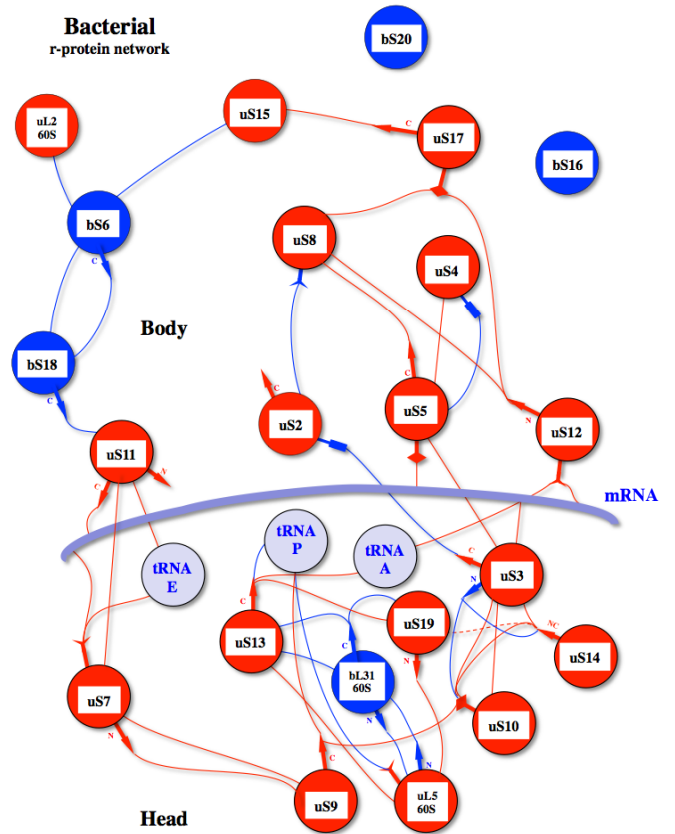 Bacterial
r-protein network
bS20
uL2
60S
uS15
C
uS17
bS16
bS6
C
uS8
uS4
Body
bS18
C
C
C
uS2
uS5
N
uS12
uS11
N
C
mRNA
tRNA
P
tRNA
A
tRNA
E
C
N
uS3
C
uS19
NC
uS13
C
N
uS14
bL31
60S
uS7
N
uS10
N
C
N
uS9
uL5
60S
Head